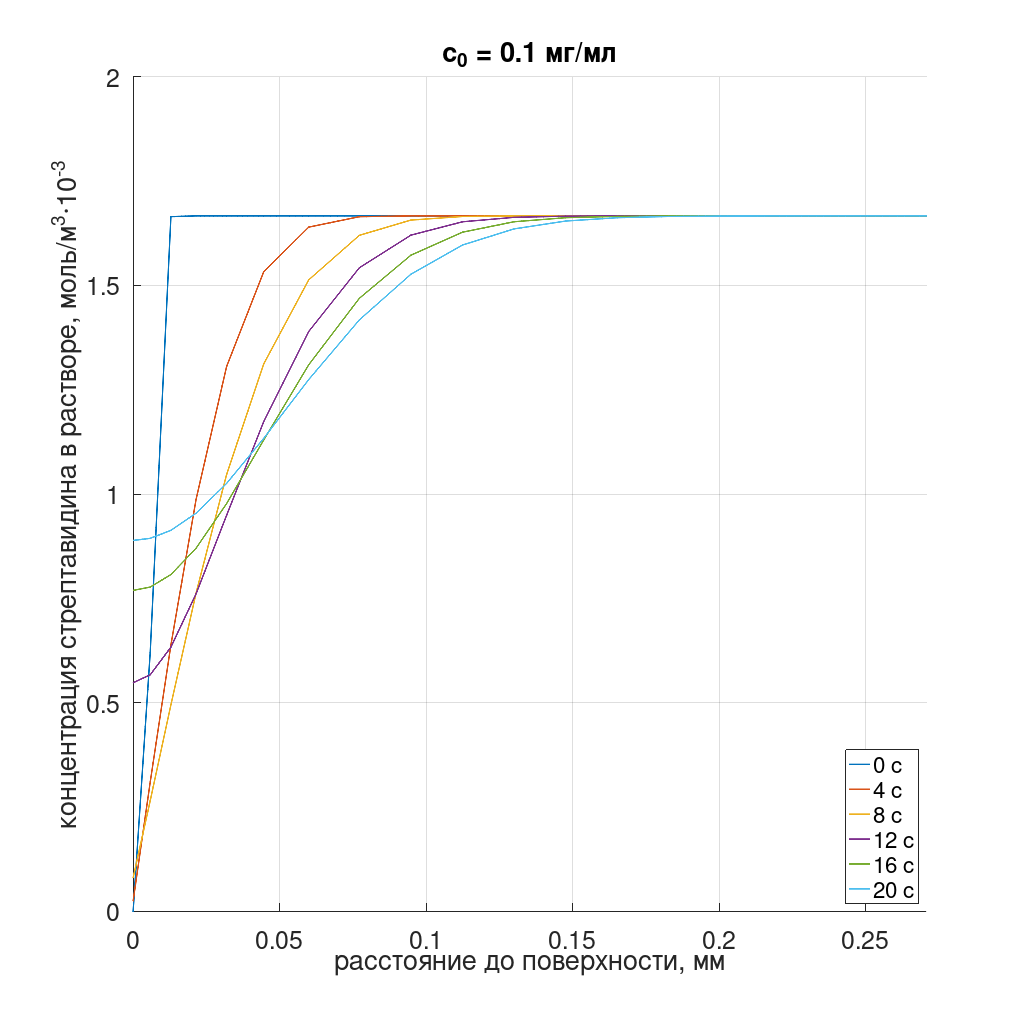 c₀ = 0.1 мг/мл
концентрация стрептавидина в растворе, моль/м³·10⁻³
2
1.5
1
0.5
0
0 с
4 с
8 с
12 с
16 с
20 с
0 0.05 0.1 0.15 0.2 0.25
расстояние до поверхности, мм